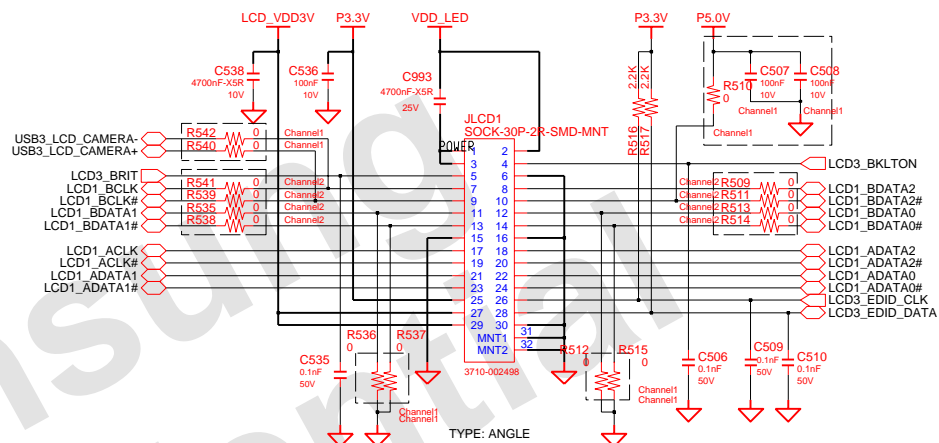 LCD_VDD3V P3.3V VDD_LED P3.3V P5.0V
C538
4700nF-X5R
10V
C536
100nF
10V
C993
4700nF-X5R
25V
2.2K
2.2K
R516
R517
R510
0
C507
100nF
10V
C508
100nF
10V
JLCD1
SOCK-30P-2R-SMD-MNT
POWER
USB3_LCD_CAMERA- R542 0 Channel1
USB3_LCD_CAMERA+ R540 0 Channel1
LCD3_BRIT
LCD1_BCLK R541 0 Channel2
LCD1_BCLK# R539 0 Channel2
LCD1_BDATA1 R535 0 Channel2
LCD1_BDATA1# R538 0 Channel2
LCD1_ACLK
LCD1_ACLK#
LCD1_ADATA1
LCD1_ADATA1#
1 2
3 4
5 6
7 8
9 10
11 12
13 14
15 16
17 18
19 20
21 22
23 24
25 26
27 28
29 30
MNT1 31
MNT2 32
3710-002498
TYPE: ANGLE
LCD3_BKLTON
Channel2 R509 0 LCD1_BDATA2
Channel2 R511 0 LCD1_BDATA2#
Channel2 R513 0 LCD1_BDATA0
Channel2 R514 0 LCD1_BDATA0#
LCD1_ADATA2
LCD1_ADATA2#
LCD1_ADATA0
LCD1_ADATA0#
LCD3_EDID_CLK
LCD3_EDID_DATA
C535
0.1nF
50V
R536
0
R537
0
Channel1
Channel1
R512
0
R515
0
Channel1
Channel1
C506
0.1nF
50V
C509
0.1nF
50V
C510
0.1nF
50V